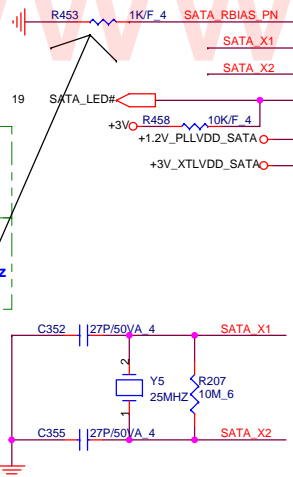 R453 1K/F_4 SATA_RBIAS_PN
SATA_X1
SATA_X2
19 SATA_LED#
+3V R458 10K/F_4
+1.2V_PLLVDD_SATA
+3V_XTLVDD_SATA
z
C352 27P/50VA_4 SATA_X1
2
Y5 R207
25MHZ 10M_6
1
C355 27P/50VA_4 SATA_X2